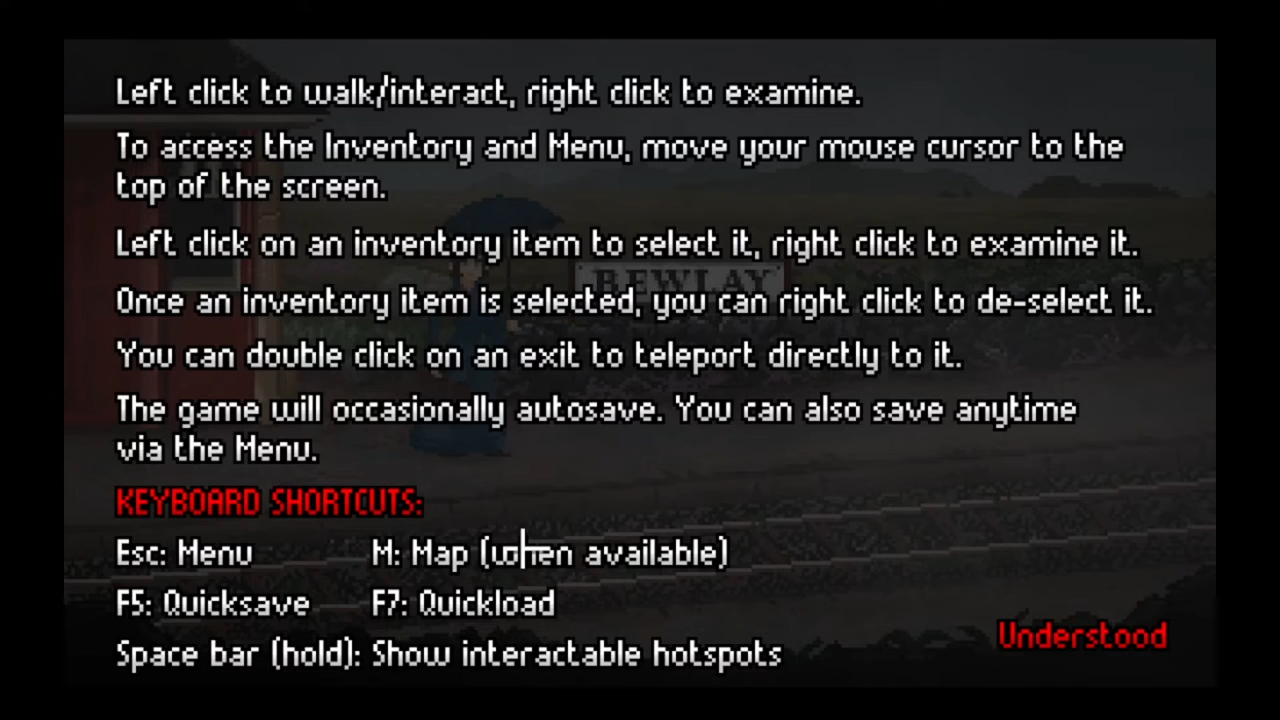 Left click to walk/interact, right click to examine.
To access the Inventory and Menu, move your mouse cursor to the
top of the screen.
Left click on an inventory item to select it, right click to examine it.
BEWLAY
Once an inventory item is selected, you can right click to de-select it.
You can double click on an exit to teleport directly to it.
The game will occasionally autosave. You can also save anytime
via the Menu.
KEYBOARD SHORTCUTS:
Esc: Menu M: Map (when available)
F5: Quicksave F7: Quickload
Understood
Space bar (hold): Show interactable hotspots